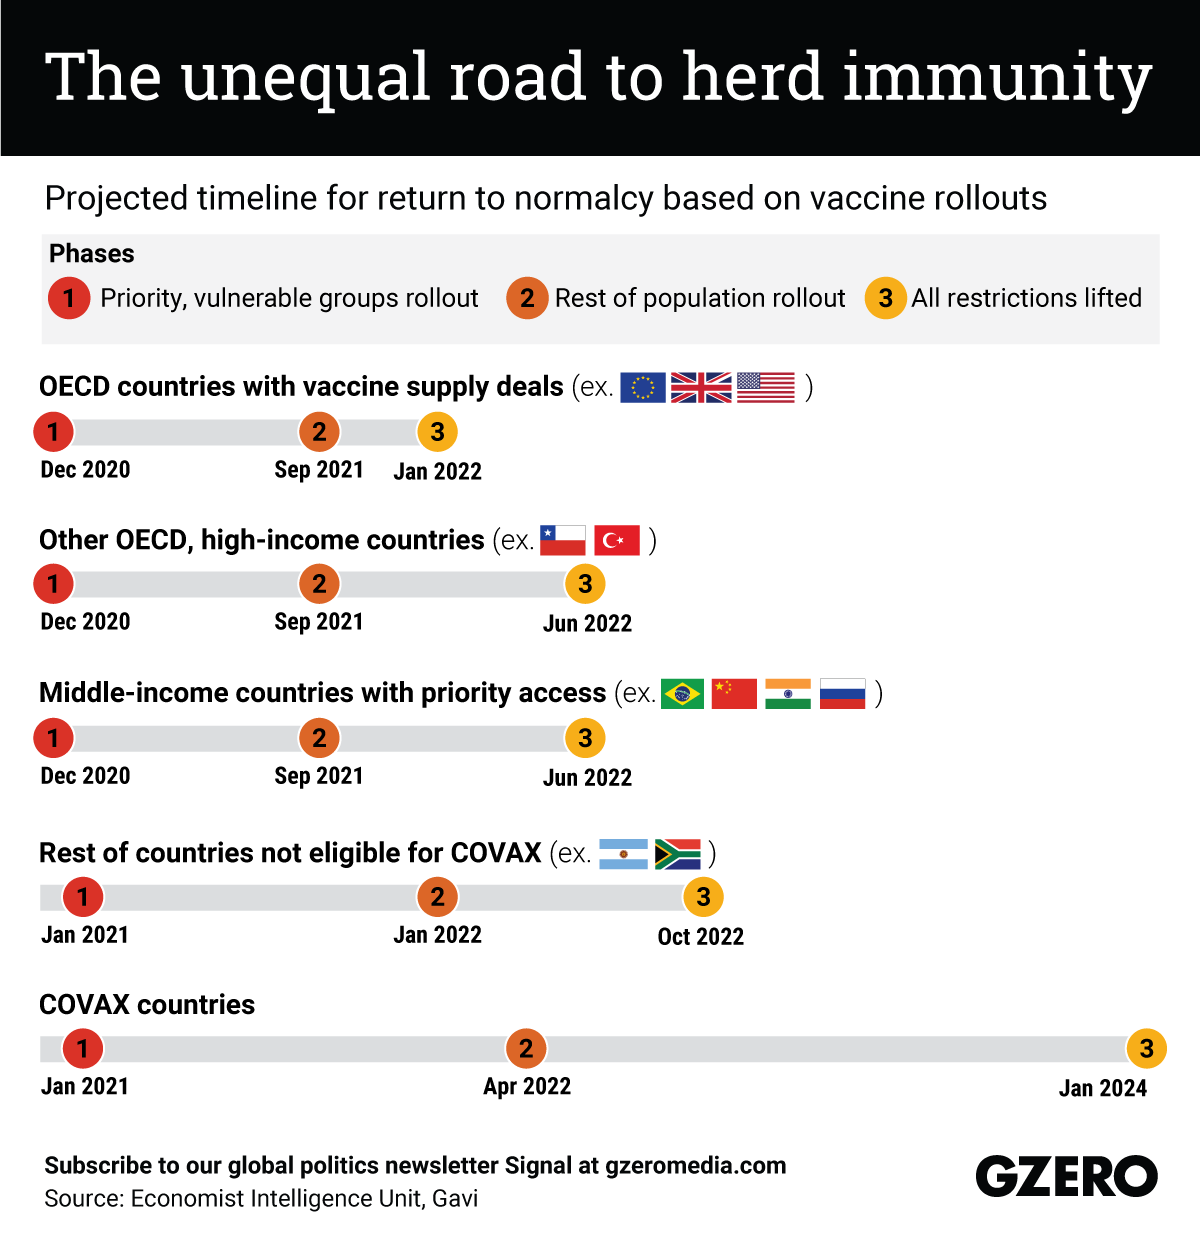 The unequal road to herd immunity
Projected timeline for return to normalcy based on vaccine rollouts
Phases
1 Priority, vulnerable groups rollout 2 Rest of population rollout 3 All restrictions lifted
OECD countries with vaccine supply deals (ex. )
1 2 3
Dec 2020 Sep 2021 Jan 2022
Other OECD, high-income countries (ex. )
1 2 3
Dec 2020 Sep 2021 Jun 2022
Middle-income countries with priority access (ex. )
1 2 3
Dec 2020 Sep 2021 Jun 2022
Rest of countries not eligible for COVAX (ex. )
1 2 3
Jan 2021 Jan 2022 Oct 2022
COVAX countries
1 2 3
Jan 2021 Apr 2022 Jan 2024
Subscribe to our global politics newsletter Signal at gzeromedia.com
Source: Economist Intelligence Unit, Gavi
GZERO